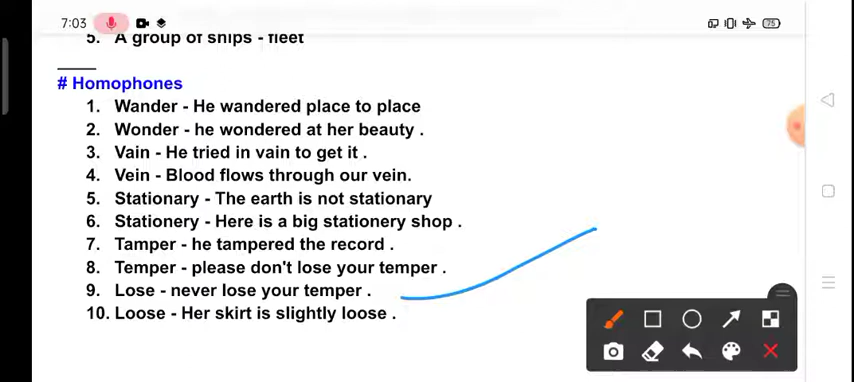 7:03
75
5. A group of ships - fleet
# Homophones
1. Wander - He wandered place to place
2. Wonder - he wondered at her beauty .
3. Vain - He tried in vain to get it .
4. Vein - Blood flows through our vein.
5. Stationary - The earth is not stationary
6. Stationery - Here is a big stationery shop .
7. Tamper - he tampered the record .
8. Temper - please don't lose your temper .
9. Lose - never lose your temper .
10. Loose - Her skirt is slightly loose .